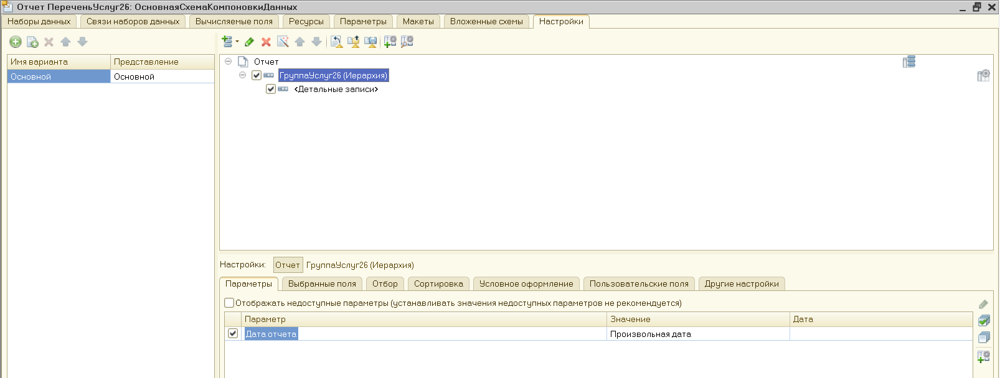 Отчет ПереченьУслуг26: ОсновнаяСхемаКомпоновкиДанных
Наборы данных Связи наборов данных Вычисляемые поля Ресурсы Параметры Макеты Вложенные схемы Настройки
Имя варианта Представление
Основной Основной
Отчет
ГруппаУслуг26 (Иерархия)
<Детальные записи>
Настройки: Отчет ГруппаУслуг26 (Иерархия)
Параметры Выбранные поля Отбор Сортировка Условное оформление Пользовательские поля Другие настройки
Отображать недоступные параметры (устанавливать значения недоступных параметров не рекомендуется)
Параметр Значение Дата
Дата отчета Произвольная дата